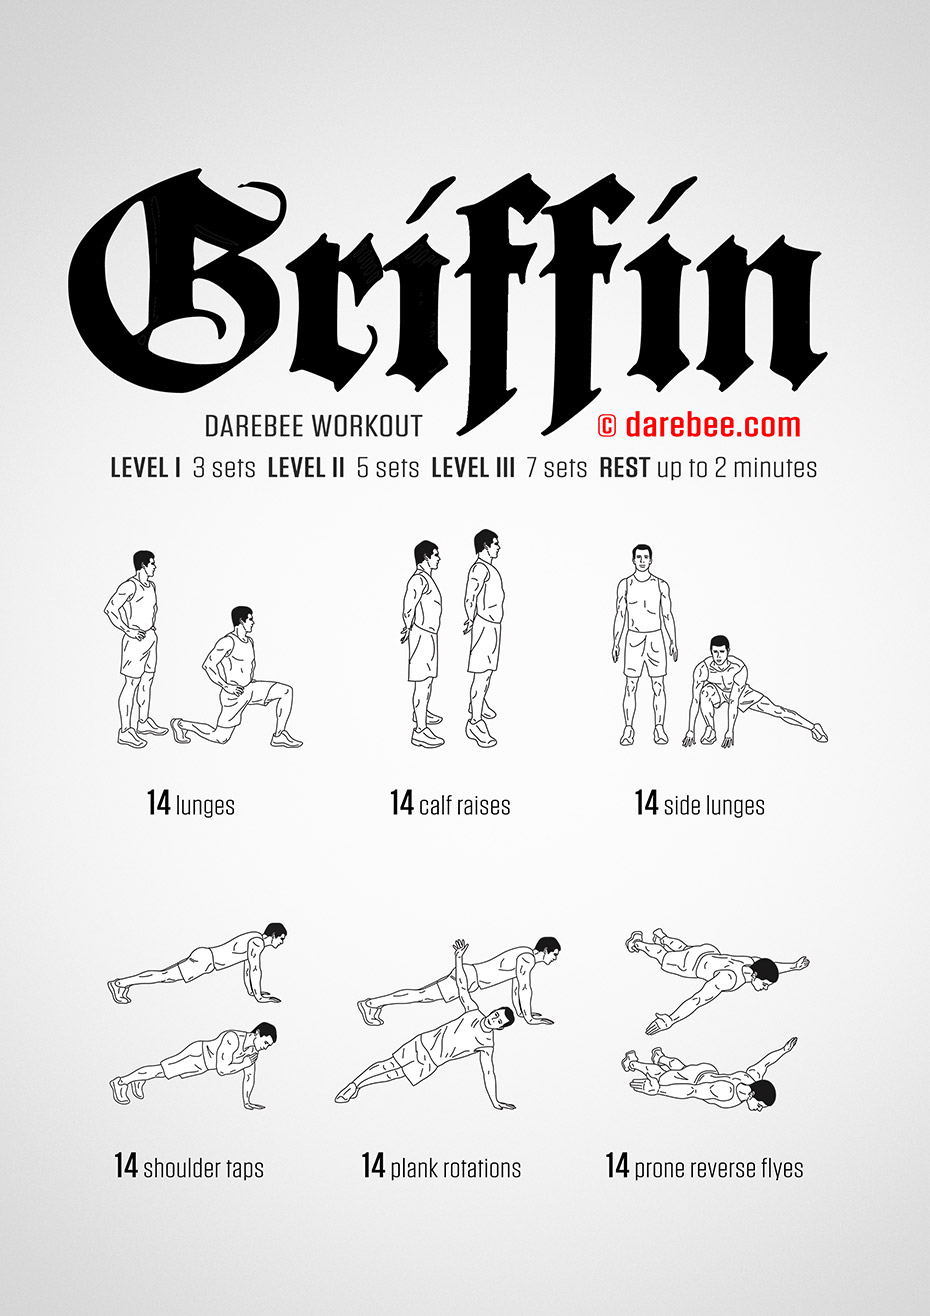 Griffin
DAREBEE WORKOUT © darebee.com
LEVEL I 3 sets LEVEL II 5 sets LEVEL III 7 sets REST up to 2 minutes
14 lunges
14 calf raises
14 side lunges
14 shoulder taps
14 plank rotations
14 prone reverse flyes